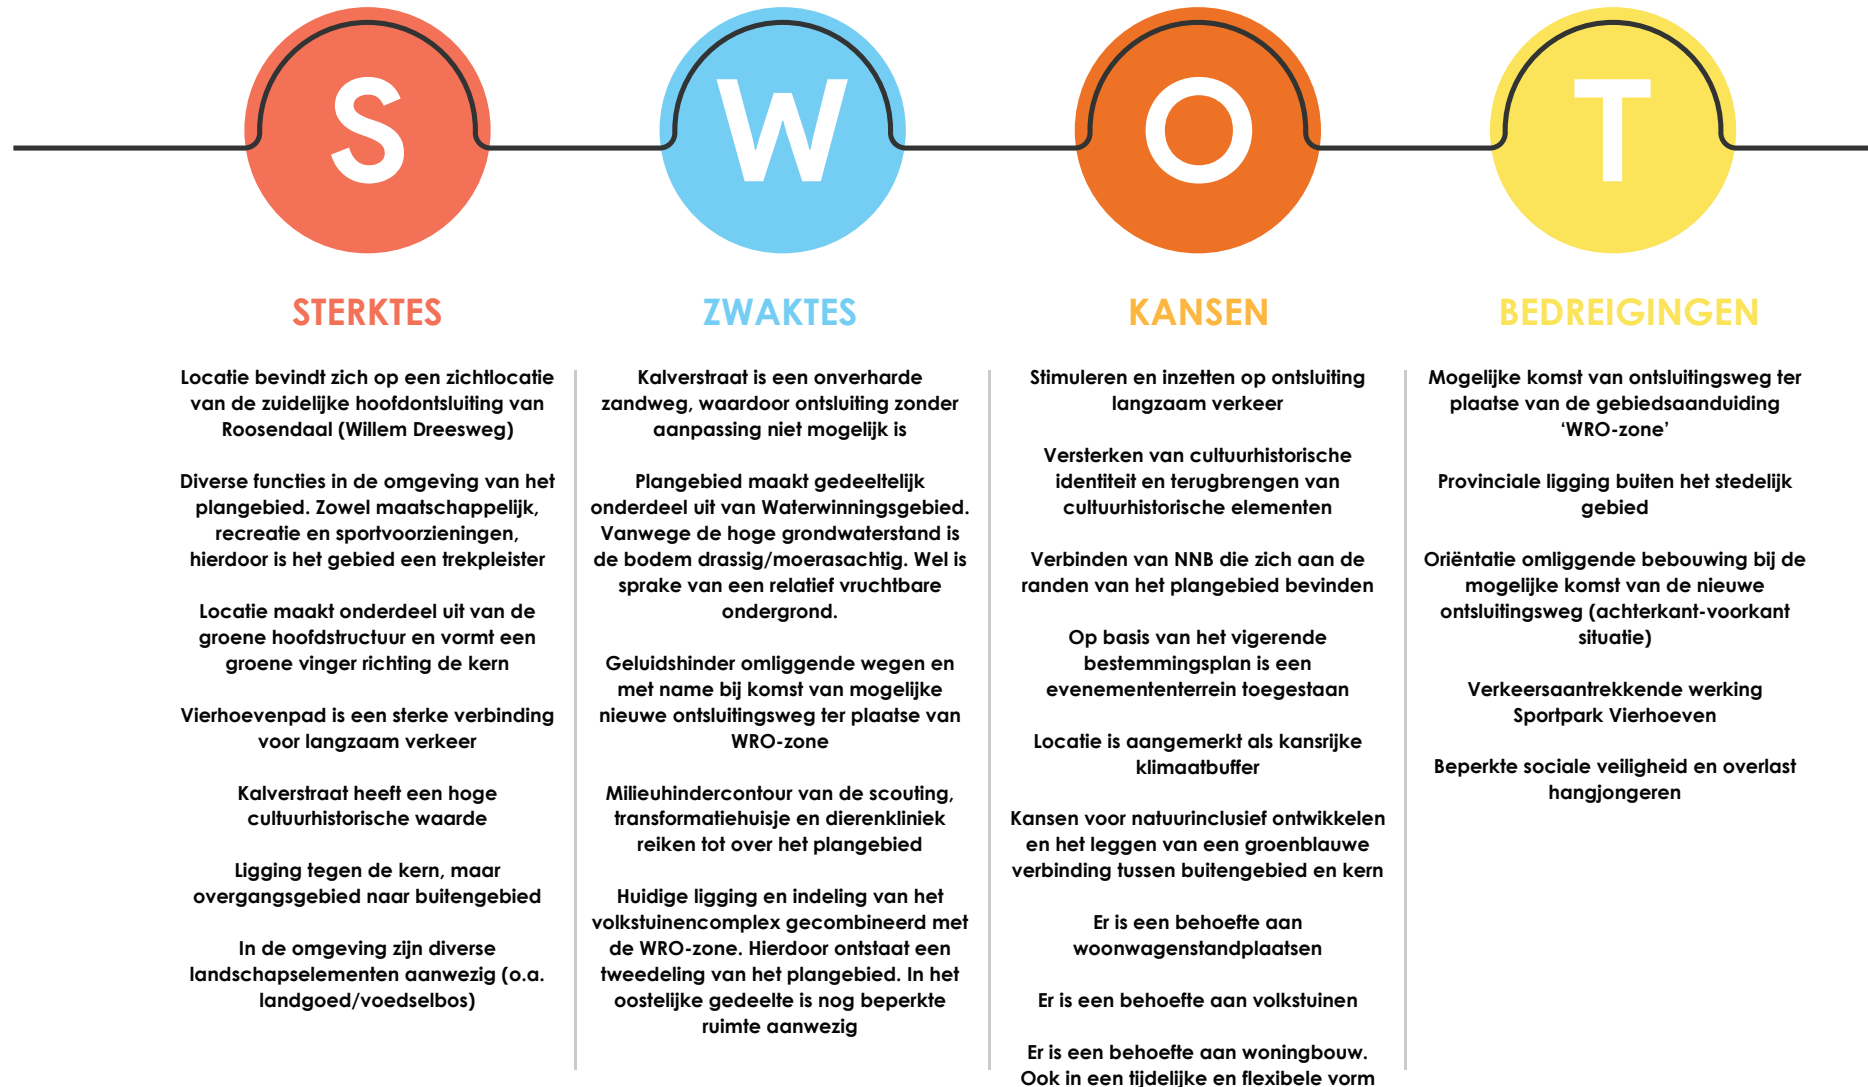 S
W
O
T
STERKTES
Locatie bevindt zich op een zichtlocatie
van de zuidelijke hoofdontsluiting van
Roosendaal (Willem Dreesweg)
Diverse functies in de omgeving van het
plangebied. Zowel maatschappelijk,
recreatie en sportvoorzieningen,
hierdoor is het gebied een trekpleister
Locatie maakt onderdeel uit van de
groene hoofdstructuur en vormt een
groene vinger richting de kern
Vierhoevenpad is een sterke verbinding
voor langzaam verkeer
Kalverstraat heeft een hoge
cultuurhistorische waarde
Ligging tegen de kern, maar
overgangsgebied naar buitengebied
In de omgeving zijn diverse
landschapselementen aanwezig (o.a.
landgoed/voedselbos)
ZWAKTES
Kalverstraat is een onverharde
zandweg, waardoor ontsluiting zonder
aanpassing niet mogelijk is
Plangebied maakt gedeeltelijk
onderdeel uit van Waterwinningsgebied.
Vanwege de hoge grondwaterstand is
de bodem drassig/moerasachtig. Wel is
sprake van een relatief vruchtbare
ondergrond.
Geluidshinder omliggende wegen en
met name bij komst van mogelijke
nieuwe ontsluitingsweg ter plaatse van
WRO-zone
Milieuhindercontour van de scouting,
transformatiehuisje en dierenkliniek
reiken tot over het plangebied
Huidige ligging en indeling van het
volkstuinencomplex gecombineerd met
de WRO-zone. Hierdoor ontstaat een
tweedeling van het plangebied. In het
oostelijke gedeelte is nog beperkte
ruimte aanwezig
KANSEN
Stimuleren en inzetten op ontsluiting
langzaam verkeer
Versterken van cultuurhistorische
identiteit en terugbrengen van
cultuurhistorische elementen
Verbinden van NNB die zich aan de
randen van het plangebied bevinden
Op basis van het vigerende
bestemmingsplan is een
evenemententerrein toegestaan
Locatie is aangemerkt als kansrijke
klimaatbuffer
Kansen voor natuurinclusief ontwikkelen
en het leggen van een groenblauwe
verbinding tussen buitengebied en kern
Er is een behoefte aan
woonwagenstandplaatsen
Er is een behoefte aan volkstuinen
Er is een behoefte aan woningbouw.
Ook in een tijdelijke en flexibele vorm
BEDREIGINGEN
Mogelijke komst van ontsluitingsweg ter
plaatse van de gebiedsaanduiding
‘WRO-zone’
Provinciale ligging buiten het stedelijk
gebied
Oriëntatie omliggende bebouwing bij de
mogelijke komst van de nieuwe
ontsluitingsweg (achterkant-voorkant
situatie)
Verkeersaantrekkende werking
Sportpark Vierhoeven
Beperkte sociale veiligheid en overlast
hangjongeren